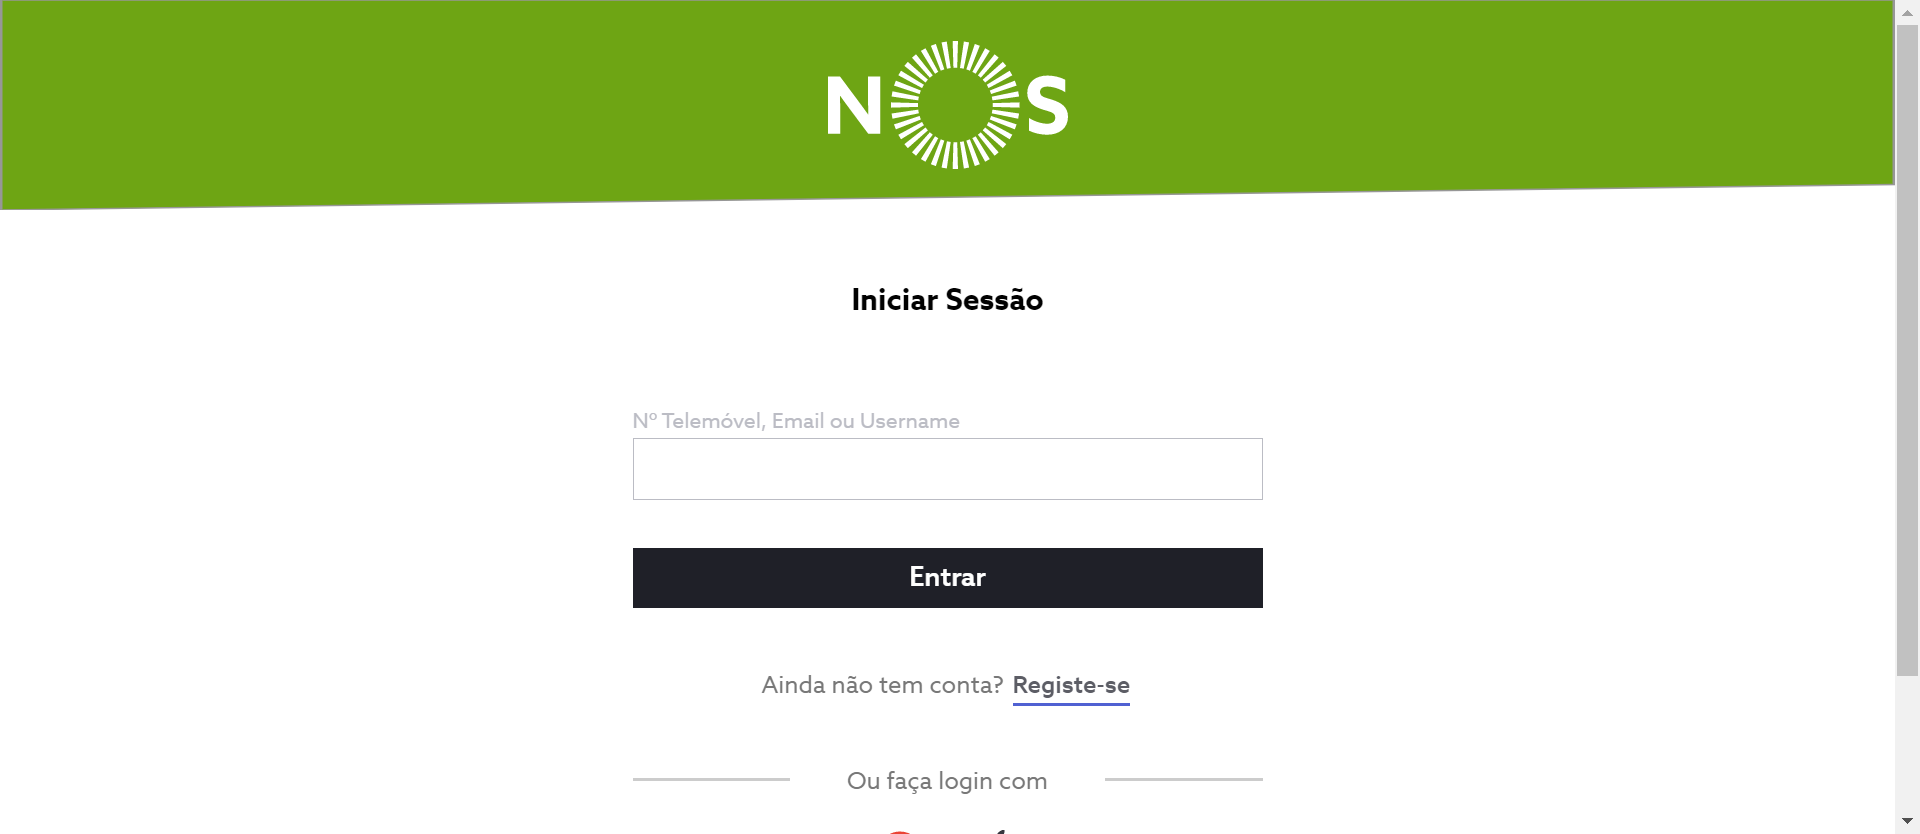 NOS
Iniciar Sessão
Nº Telemóvel, Email ou Username
Entrar
Ainda não tem conta? Registe-se
Ou faça login com